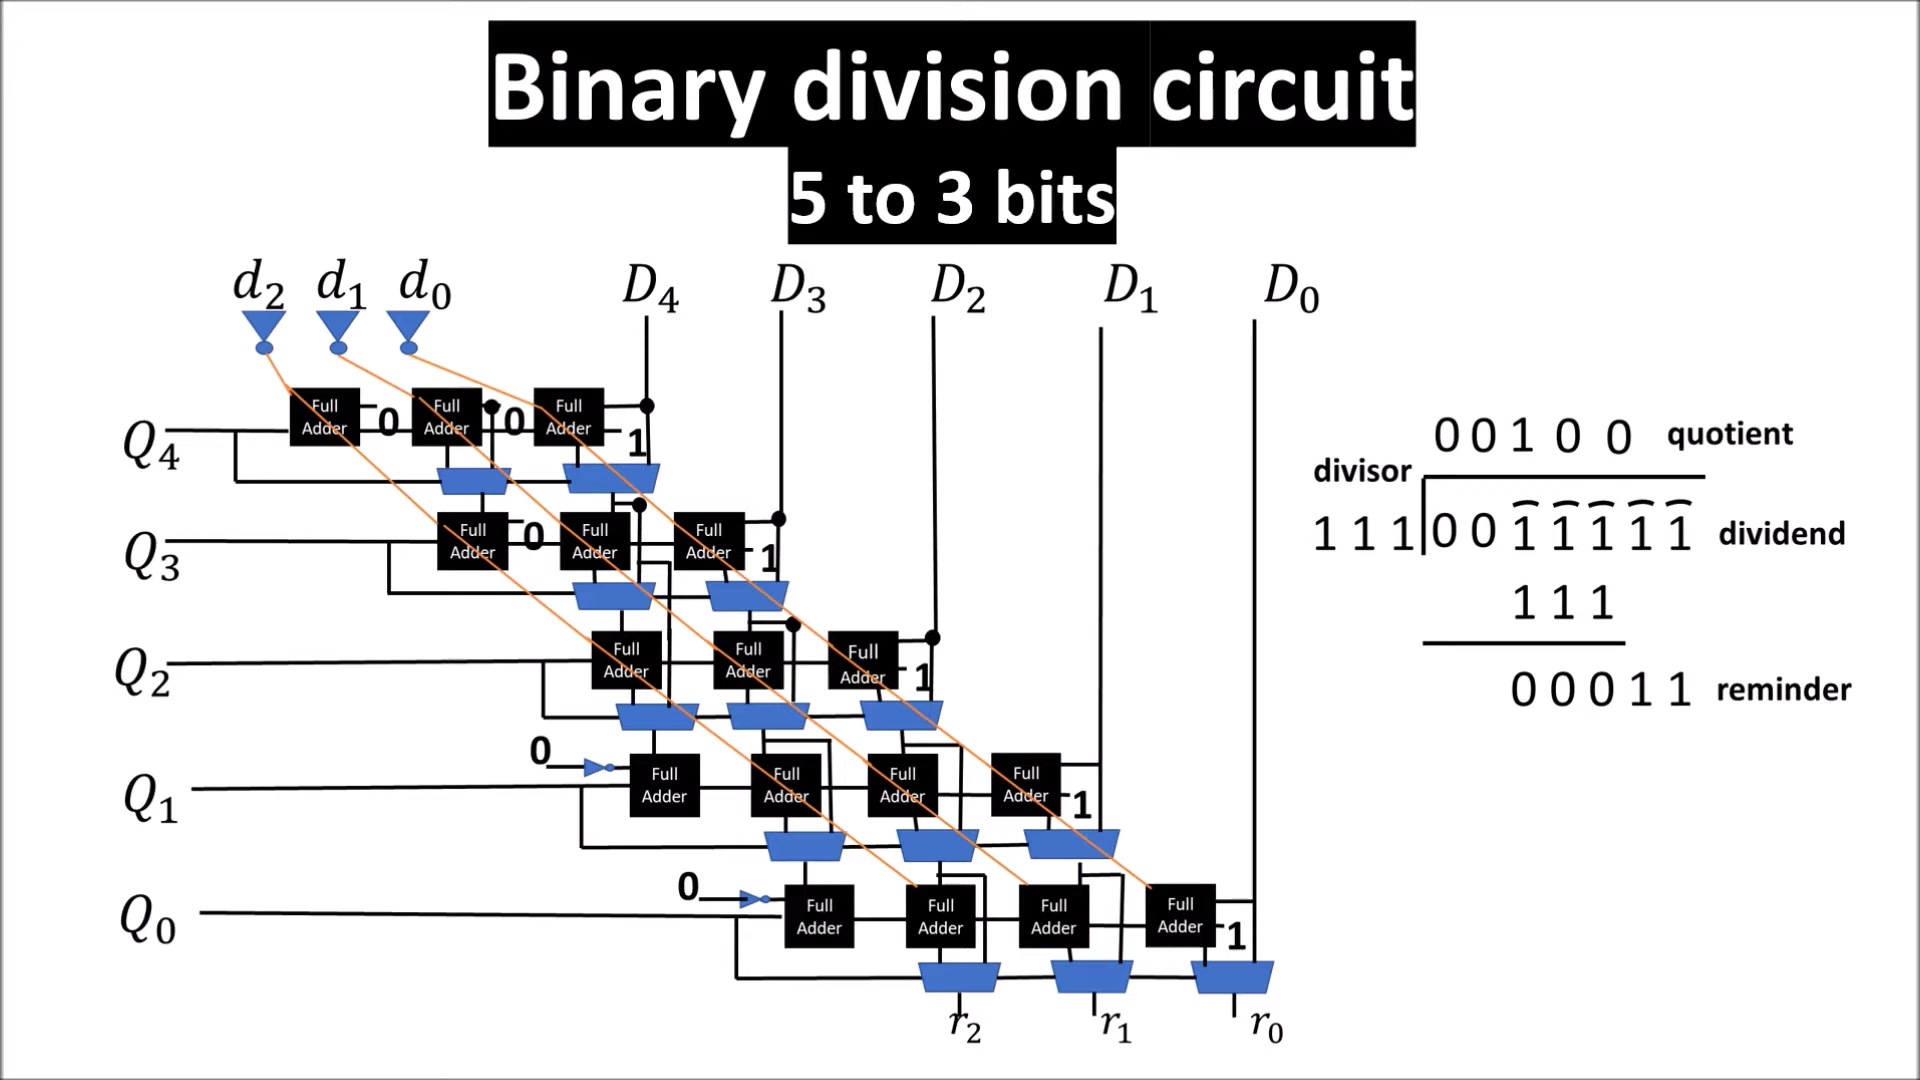 Binary division circuit
5 to 3 bits
d₂ d₁ d₀ D₄ D₃ D₂ D₁ D₀
Full Adder 0 Full Adder 0 Full Adder 1
Q₄
Full Adder 0 Full Adder Full Adder 1
Q₃
Full Adder Full Adder Full Adder 1
Q₂
0
Full Adder Full Adder Full Adder Full Adder 1
Q₁
0
Full Adder Full Adder Full Adder Full Adder 1
Q₀
r₂ r₁ r₀
0 0 1 0 0 quotient
divisor
1 1 1 0 0 1 1 1 1 1 dividend
1 1 1
0 0 0 1 1 reminder